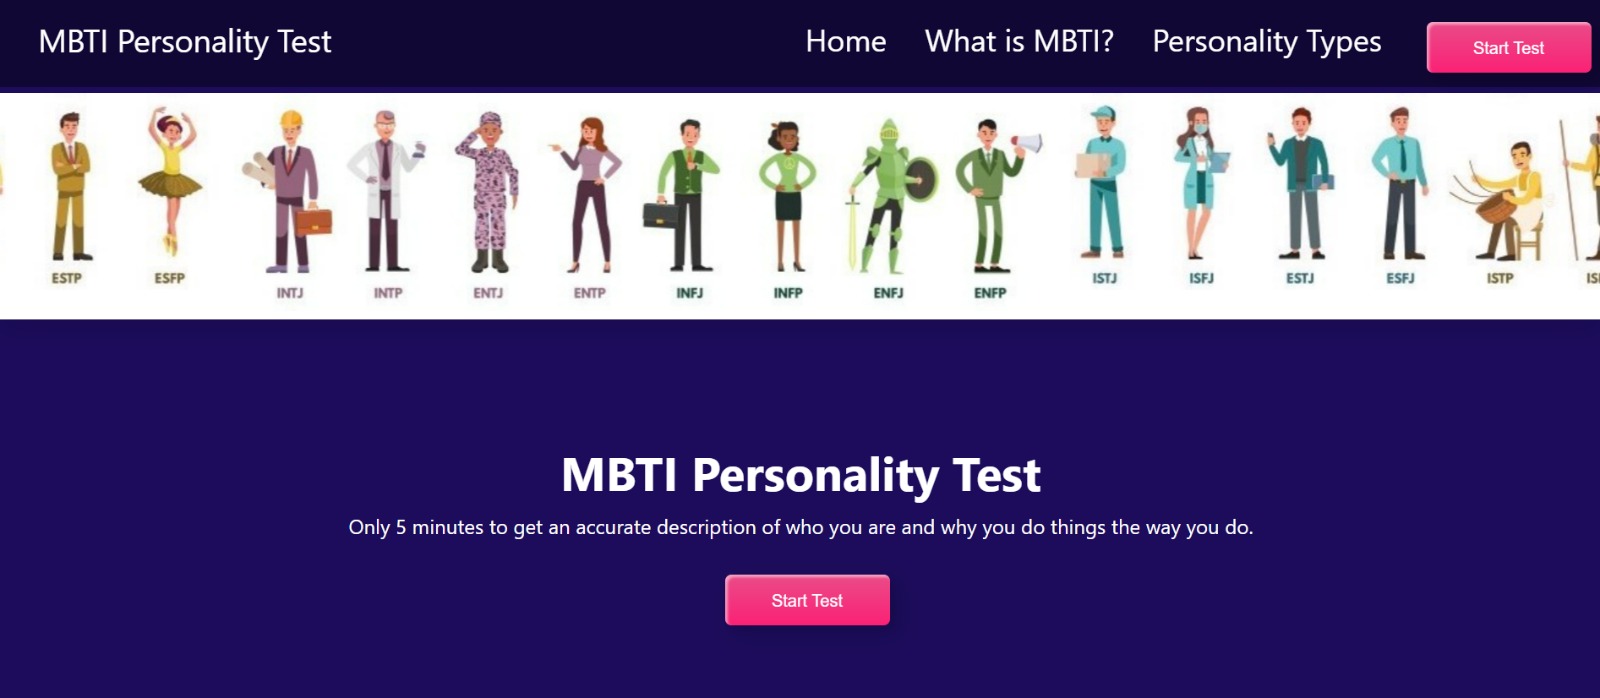 MBTI Personality Test
Home What is MBTI? Personality Types Start Test
ESTP ESFP INTJ INTP ENTJ ENTP INFJ INFP ENFJ ENFP ISTJ ISFJ ESTJ ESFJ ISTP
MBTI Personality Test
Only 5 minutes to get an accurate description of who you are and why you do things the way you do.
Start Test